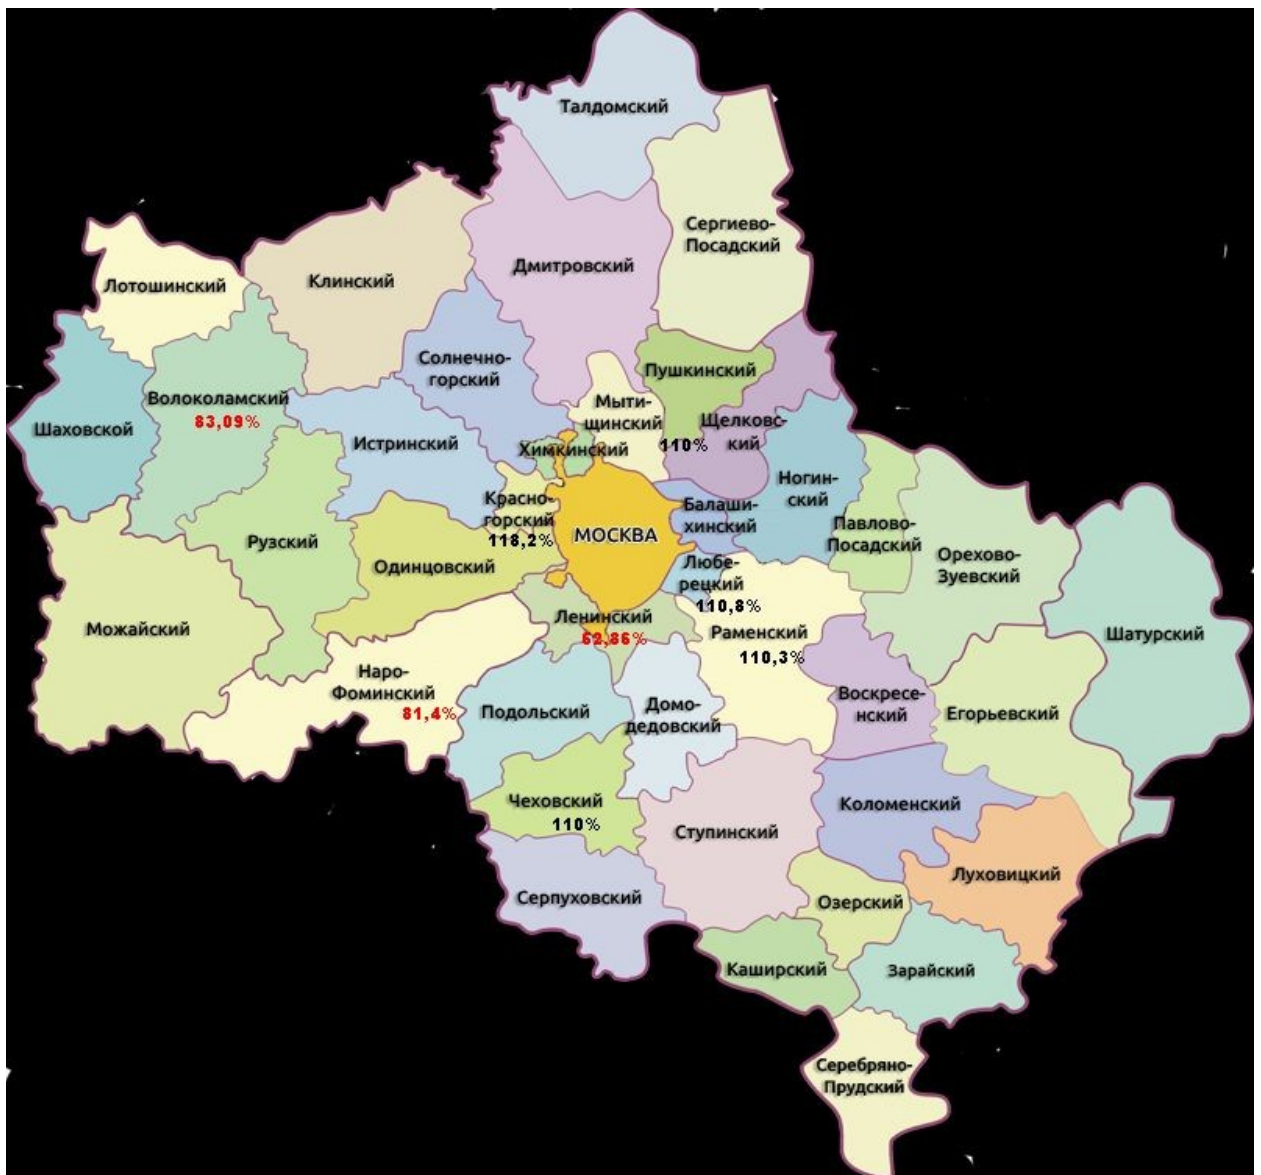 Талдомский
Сергиево-
Посадский
Дмитровский
Клинский
Лотошинский
Солнечно-
горский
Пушкинский
Волоколамский
83,09%
Шаховской
Мыти-
щинский
Щелковс-
кий
110%
Истринский
Химкинский
Ногин-
ский
Красно-
горский
118,2%
МОСКВА
Балаши-
хинский
Павлово-
Посадский
Орехово-
Зуевский
Рузский
Одинцовский
Любе-
рецкий
110,8%
Ленинский
62,86%
Раменский
110,3%
Можайский
Шатурский
Наро-
Фоминский
81,4%
Подольский
Домо-
дедовский
Воскресе-
нский
Егорьевский
Чеховский
110%
Ступинский
Коломенский
Луховицкий
Серпуховский
Озерский
Каширский
Зарайский
Серебряно-
Прудский